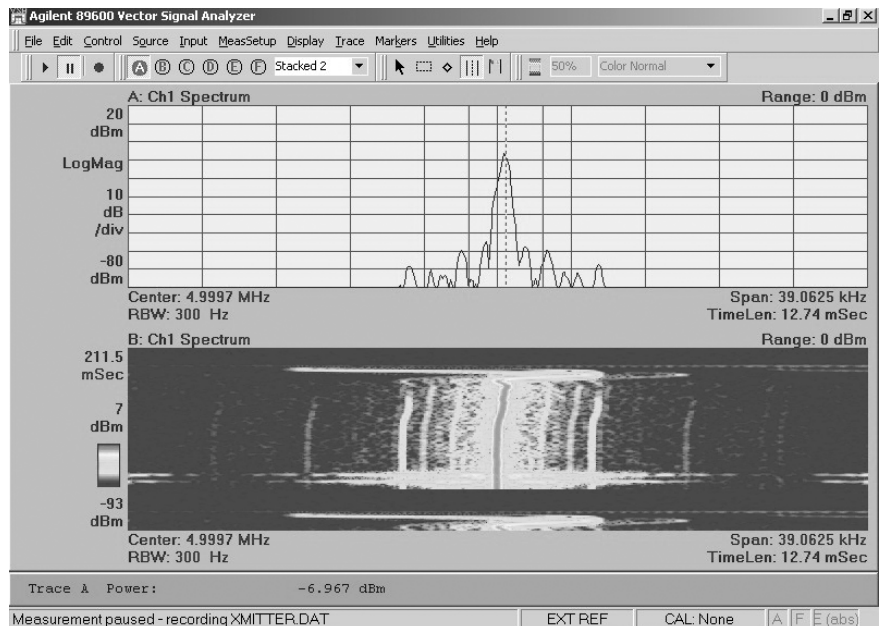 Agilent 89600 Vector Signal Analyzer
File Edit Control Source Input MeasSetup Display Trace Markers Utilities Help
A B C D E F Stacked 2 50% Color Normal
A: Ch1 Spectrum Range: 0 dBm
20
dBm
LogMag
10
dB
/div
-80
dBm
Center: 4.9997 MHz Span: 39.0625 kHz
RBW: 300 Hz TimeLen: 12.74 mSec
B: Ch1 Spectrum Range: 0 dBm
211.5
mSec
7
dBm
-93
dBm
Center: 4.9997 MHz Span: 39.0625 kHz
RBW: 300 Hz TimeLen: 12.74 mSec
Trace A Power: -6.967 dBm
Measurement paused - recording XMITTER.DAT EXT REF CAL: None A F E (abs)